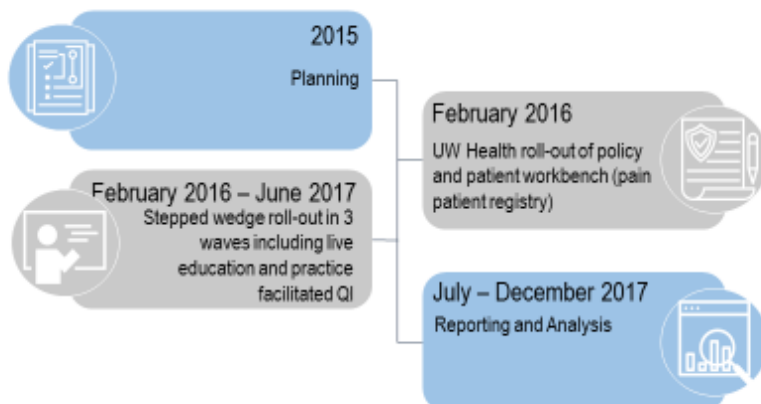 2015
Planning
February 2016
UW Health roll-out of policy
and patient workbench (pain
patient registry)
February 2016 – June 2017
Stepped wedge roll-out in 3
waves including live
education and practice
facilitated QI
July – December 2017
Reporting and Analysis